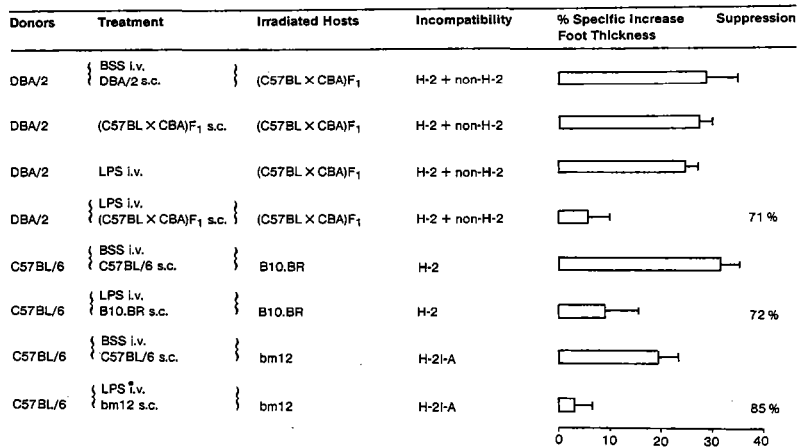 Donors Treatment Irradiated Hosts Incompatibility % Specific Increase Suppression
Foot Thickness
BSS i.v.
DBA/2 DBA/2 s.c. (C57BL X CBA)F1 H-2 + non-H-2
DBA/2 (C57BL X CBA)F1 s.c. (C57BL X CBA)F1 H-2 + non-H-2
DBA/2 LPS i.v. (C57BL X CBA)F1 H-2 + non-H-2
LPS i.v.
DBA/2 (C57BL X CBA)F1 s.c. (C57BL X CBA)F1 H-2 + non-H-2 71 %
BSS i.v.
C57BL/6 C57BL/6 s.c. B10.BR H-2
LPS i.v.
C57BL/6 B10.BR s.c. B10.BR H-2 72 %
BSS i.v.
C57BL/6 C57BL/6 s.c. bm12 H-2I-A
LPS i.v.
C57BL/6 bm12 s.c. bm12 H-2I-A 85 %
0 10 20 30 40